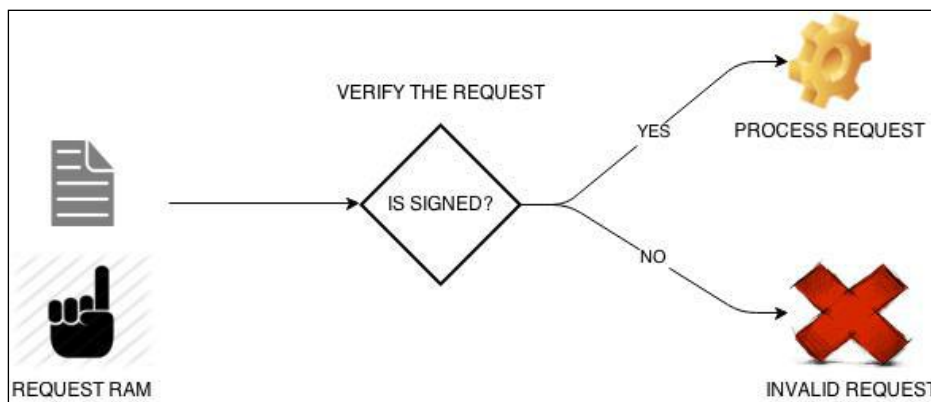 VERIFY THE REQUEST
YES
PROCESS REQUEST
IS SIGNED?
NO
REQUEST RAM
INVALID REQUEST